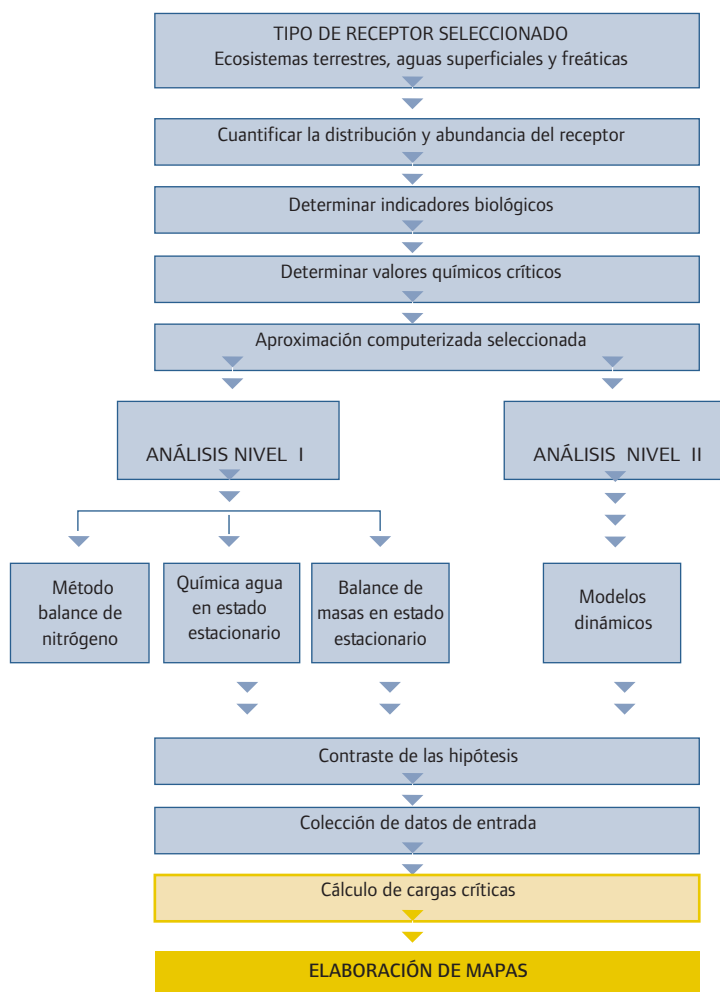 TIPO DE RECEPTOR SELECCIONADO
Ecosistemas terrestres, aguas superficiales y freáticas
Cuantificar la distribución y abundancia del receptor
Determinar indicadores biológicos
Determinar valores químicos críticos
Aproximación computerizada seleccionada
ANÁLISIS NIVEL I
ANÁLISIS NIVEL II
Método
balance de
nitrógeno
Química agua
en estado
estacionario
Balance de
masas en estado
estacionario
Modelos
dinámicos
Contraste de las hipótesis
Colección de datos de entrada
Cálculo de cargas críticas
ELABORACIÓN DE MAPAS